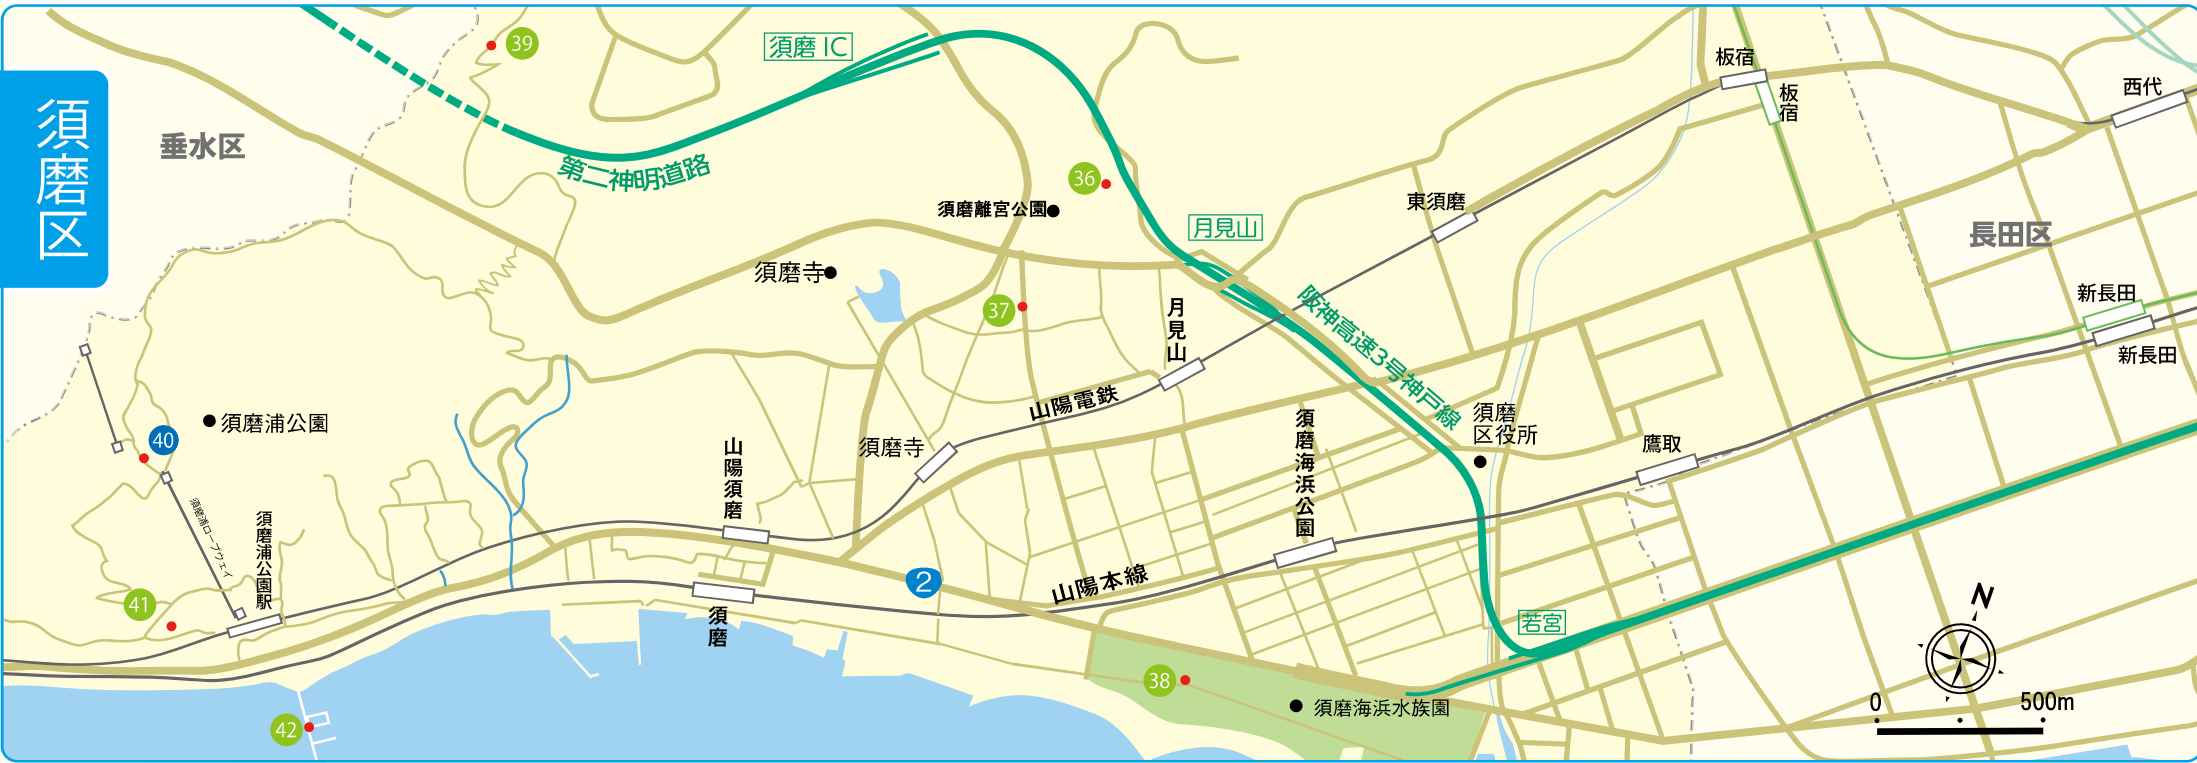 須磨区
垂水区
39
須磨 IC
第二神明道路
36
須磨離宮公園
須磨寺
37
月見山
月見山
東須磨
板宿
板宿
西代
長田区
新長田
新長田
阪神高速3号神戸線
山陽電鉄
須磨浦公園
40
須磨浦ロープウェイ
須磨浦公園駅
山陽須磨
須磨寺
須磨海浜公園
須磨
区役所
鷹取
41
42
須磨
2
山陽本線
若宮
38
須磨海浜水族園
N
0
500m